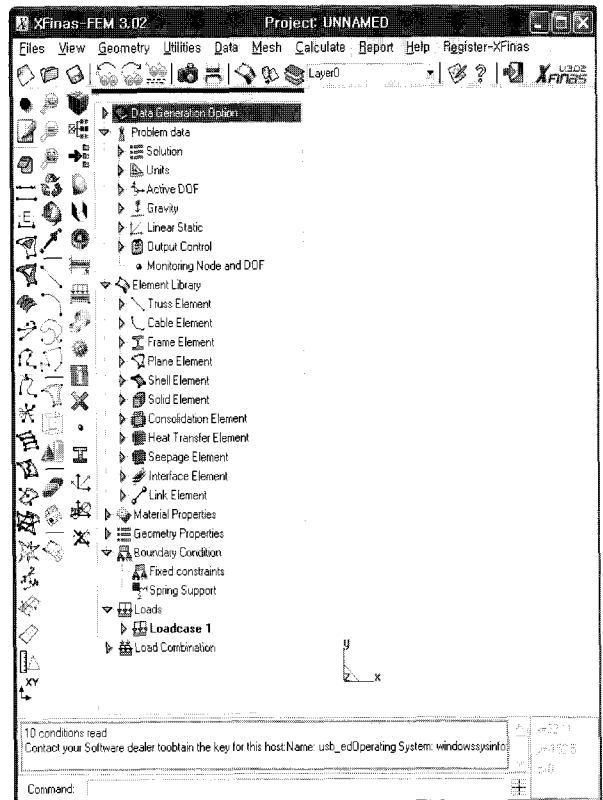 XFinas-FEM 3.02 Project: UNNAMED
Files View Geometry Utilities Data Mesh Calculate Report Help Register-XFinas
Layer0
V3.02
XFinas
Data Generation Option
Problem data
Solution
Units
Active DOF
Gravity
Linear Static
Output Control
Monitoring Node and DOF
Element Library
Truss Element
Cable Element
Frame Element
Plane Element
Shell Element
Solid Element
Consolidation Element
Heat Transfer Element
Seepage Element
Interface Element
Link Element
Material Properties
Geometry Properties
Boundary Condition
Fixed constraints
Spring Support
Loads
Loadcase 1
Load Combination
y
z x
XY
10 conditions read
Contact your Software dealer toobtain the key for this host:Name: usb_edOperating System: windowssysinfo
Command: